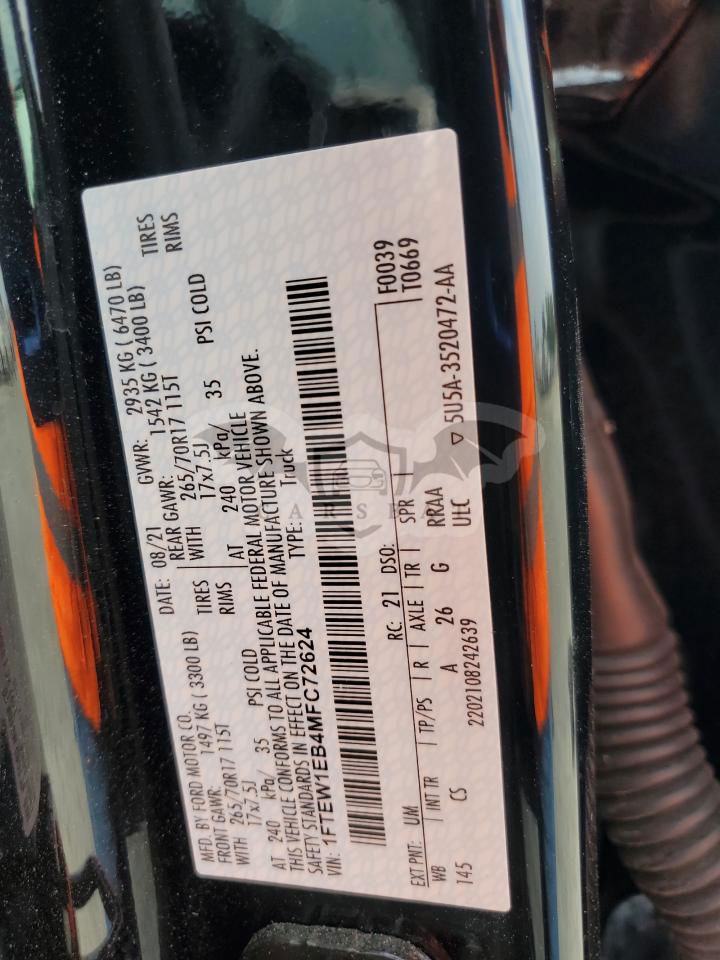 MFD. BY FORD MOTOR CO. DATE: 08/21 GVWR: 2935 KG ( 6470 LB)
FRONT GAWR: 1497 KG ( 3300 LB) REAR GAWR: 1542 KG ( 3400 LB)
WITH 265/70R17 115T TIRES WITH 265/70R17 115T TIRES
17x7.5J RIMS 17x7.5J RIMS
AT 240 kPa/ 35 PSI COLD AT 240 kPa/ 35 PSI COLD
THIS VEHICLE CONFORMS TO ALL APPLICABLE FEDERAL MOTOR VEHICLE
SAFETY STANDARDS IN EFFECT ON THE DATE OF MANUFACTURE SHOWN ABOVE.
VIN: 1FTEW1EB4MFC72624 TYPE: Truck
F0039
T0669
EXT PNT: UM RC: 21 DSO:
WB INT TR TP/PS R AXLE TR SPR
145 CS A 26 G RRAA
2202108242639 ULC
▽ 5U5A-3520472-AA